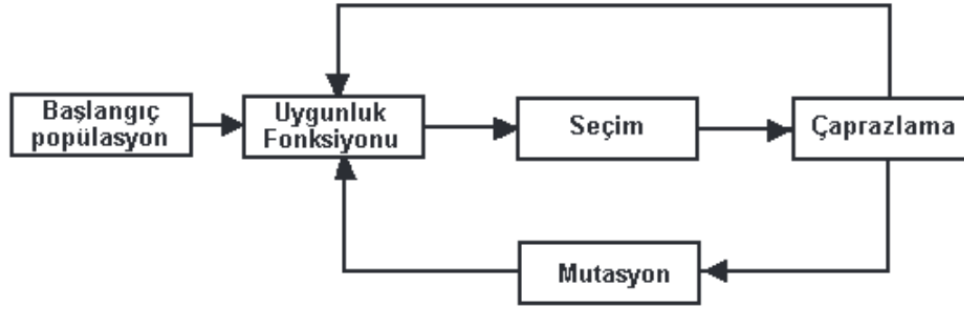 Başlangıç
popülasyon
Uygunluk
Fonksiyonu
Seçim
Çaprazlama
Mutasyon